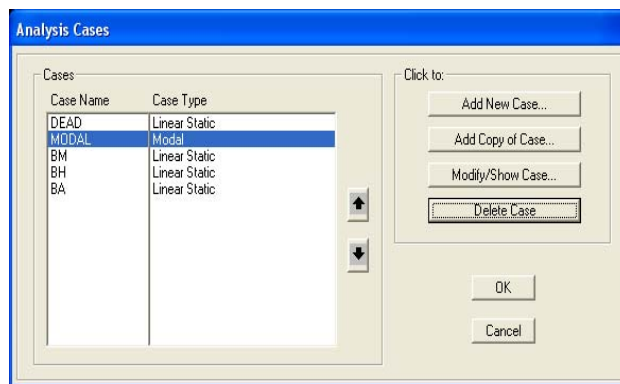 Analysis Cases
Cases
Case Name Case Type
DEAD Linear Static
MODAL Modal
BM Linear Static
BH Linear Static
BA Linear Static
Click to:
Add New Case...
Add Copy of Case...
Modify/Show Case...
Delete Case
OK
Cancel